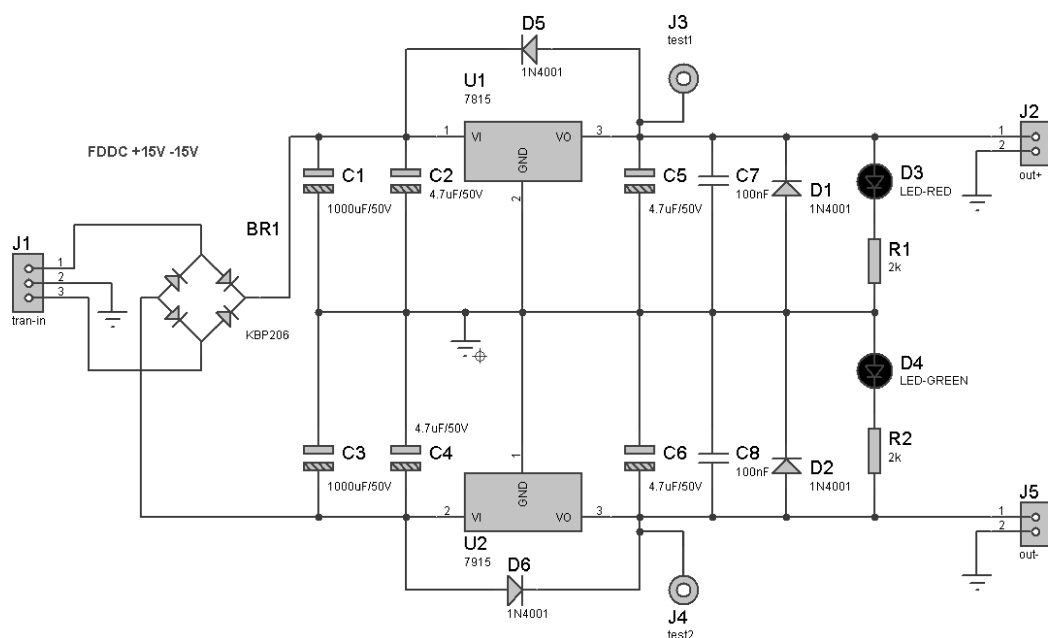 D5
1N4001
J3
test1
U1
7815
1
VI
VO
3
GND
2
J2
1
2
out+
FDDC +15V -15V
C1
1000uF/50V
C2
4.7uF/50V
C5
4.7uF/50V
C7
100nF
D1
1N4001
D3
LED-RED
R1
2k
J1
1
2
3
tran-in
BR1
KBP206
D4
LED-GREEN
R2
2k
C3
1000uF/50V
4.7uF/50V
C4
C6
4.7uF/50V
C8
100nF
D2
1N4001
1
GND
2
VI
VO
3
U2
7915
J5
1
2
out-
D6
1N4001
J4
test2